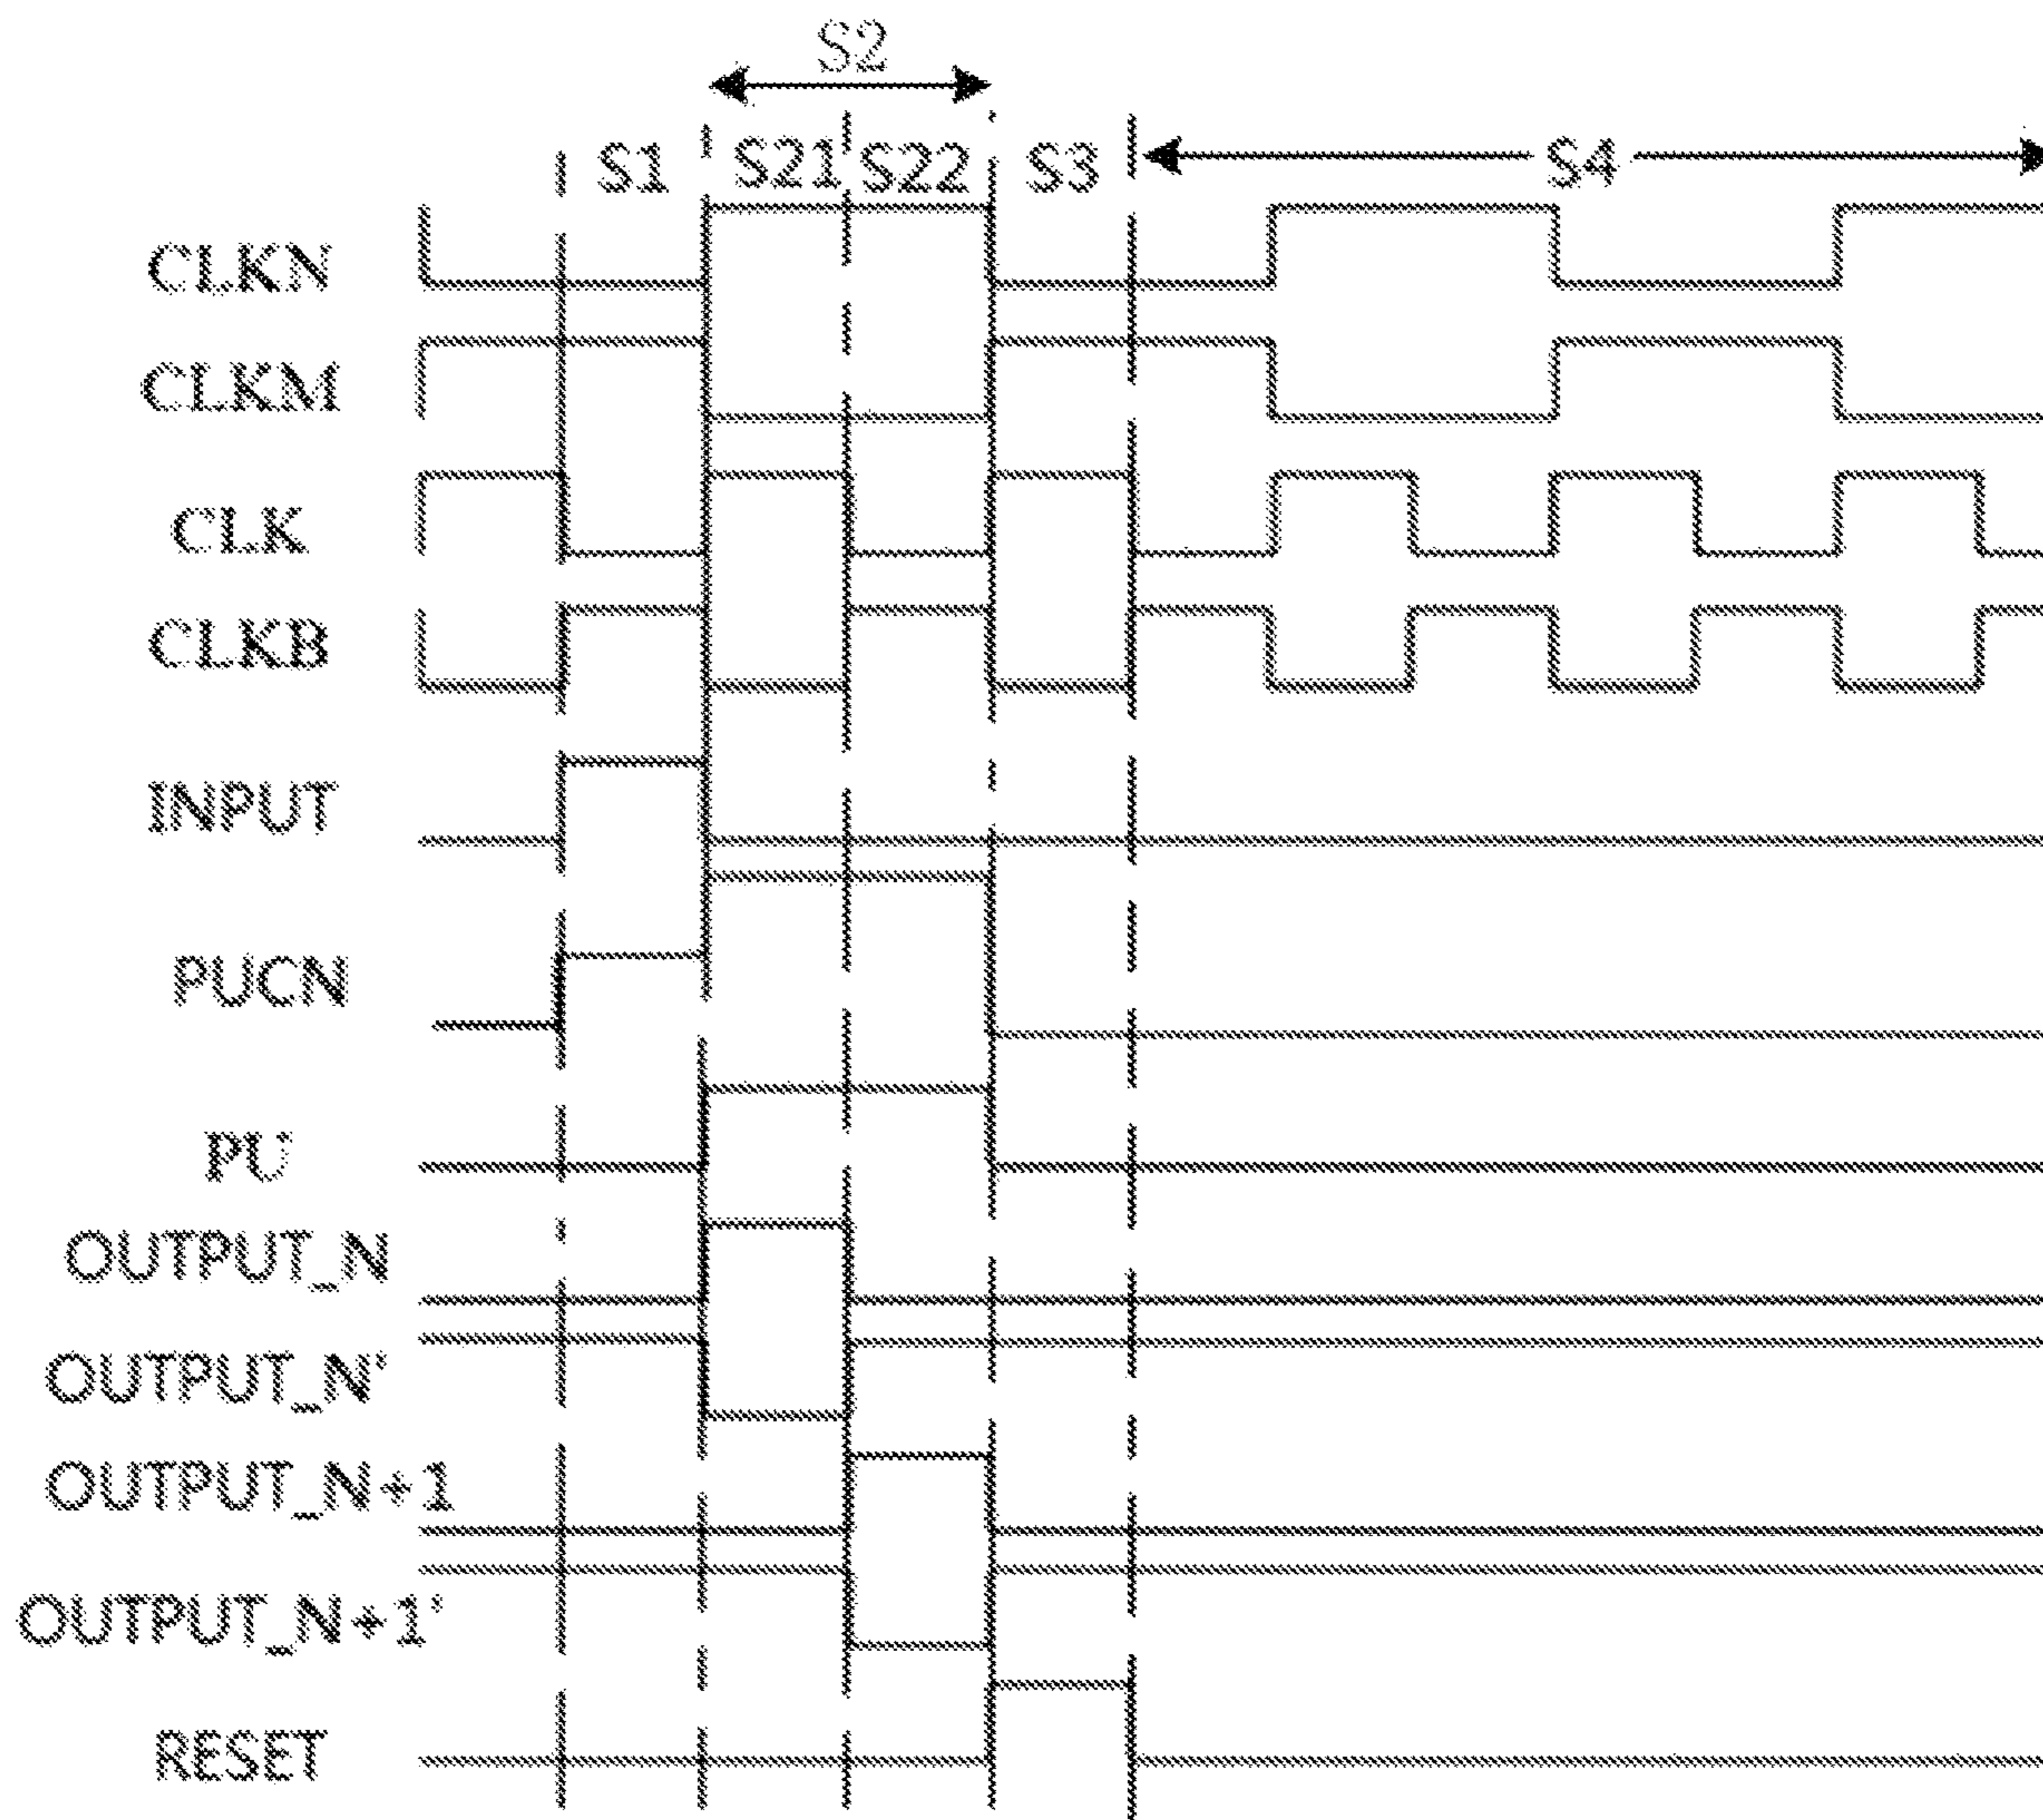 S2
S1 S21 S22 S3 S4
CLKN
CLKM
CLK
CLKB
INPUT
PUCN
PU
OUTPUT_N
OUTPUT_N'
OUTPUT_N+1
OUTPUT_N+1'
RESET